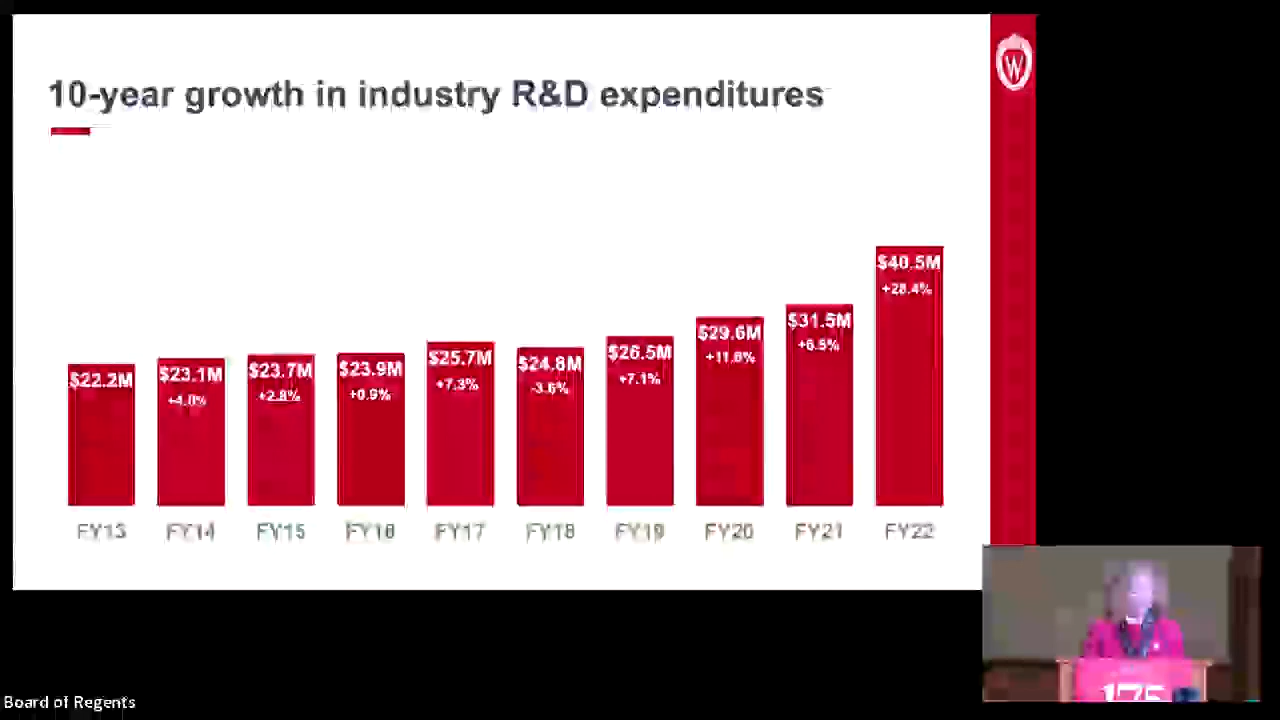 10-year growth in industry R&D expenditures
W
$22.2M
$23.1M
+4.0%
$23.7M
+2.8%
$23.9M
+0.9%
$25.7M
+7.3%
$24.8M
-3.6%
$26.5M
+7.1%
$29.6M
+11.6%
$31.5M
+6.5%
$40.5M
+28.4%
FY13 FY14 FY15 FY16 FY17 FY18 FY19 FY20 FY21 FY22
175
Board of Regents